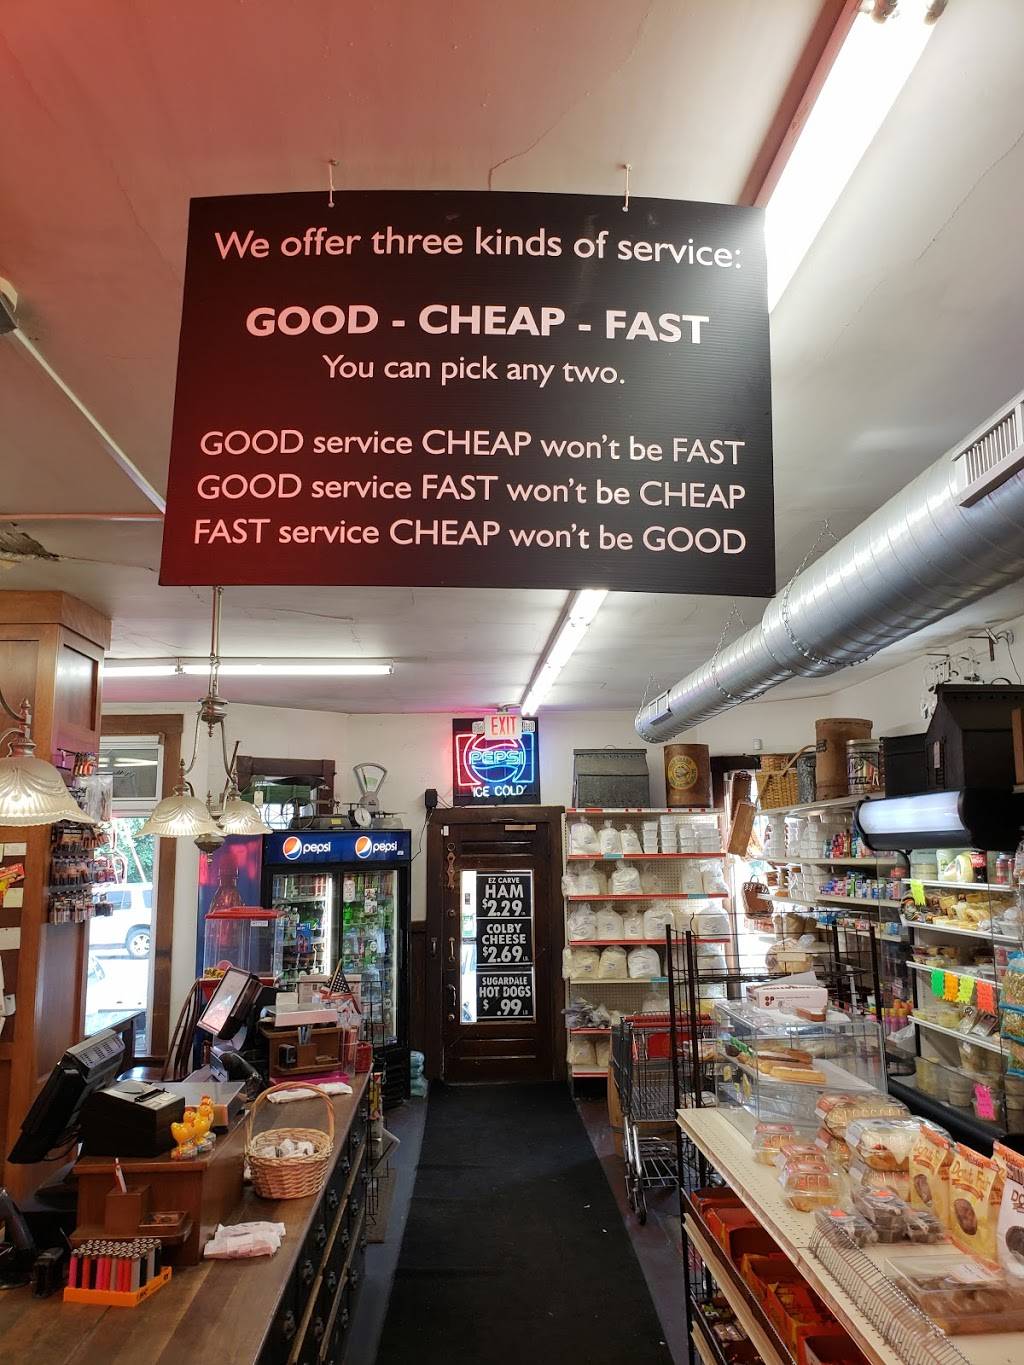 We offer three kinds of service:
GOOD - CHEAP - FAST
You can pick any two.
GOOD service CHEAP won't be FAST
GOOD service FAST won't be CHEAP
FAST service CHEAP won't be GOOD
EXIT
PEPSI
ICE COLD
pepsi
pepsi
EZ CARVE
HAM
$2.29
COLBY
CHEESE
$2.69 LB
SUGARDALE
HOT DOGS
$ .99 LB